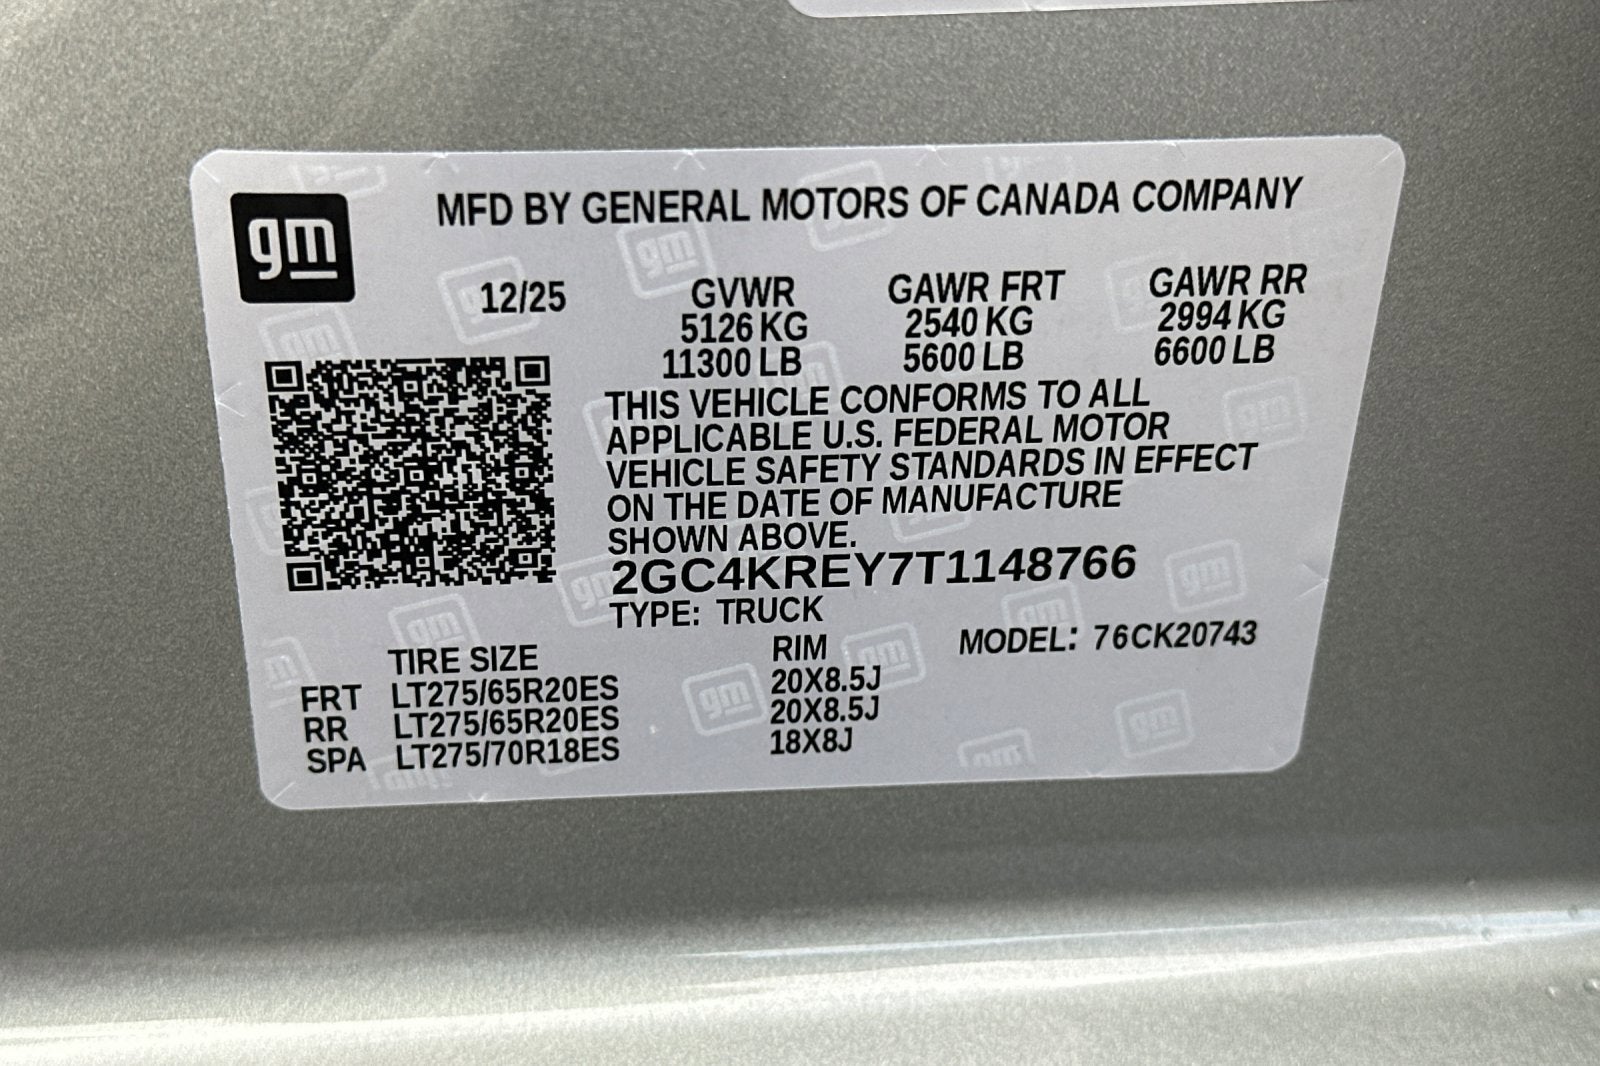 gm
MFD BY GENERAL MOTORS OF CANADA COMPANY
12/25 GVWR GAWR FRT GAWR RR
5126 KG 2540 KG 2994 KG
11300 LB 5600 LB 6600 LB
THIS VEHICLE CONFORMS TO ALL
APPLICABLE U.S. FEDERAL MOTOR
VEHICLE SAFETY STANDARDS IN EFFECT
ON THE DATE OF MANUFACTURE
SHOWN ABOVE.
2GC4KREY7T1148766
TYPE: TRUCK
TIRE SIZE RIM MODEL: 76CK20743
FRT LT275/65R20ES 20X8.5J
RR LT275/65R20ES 20X8.5J
SPA LT275/70R18ES 18X8J